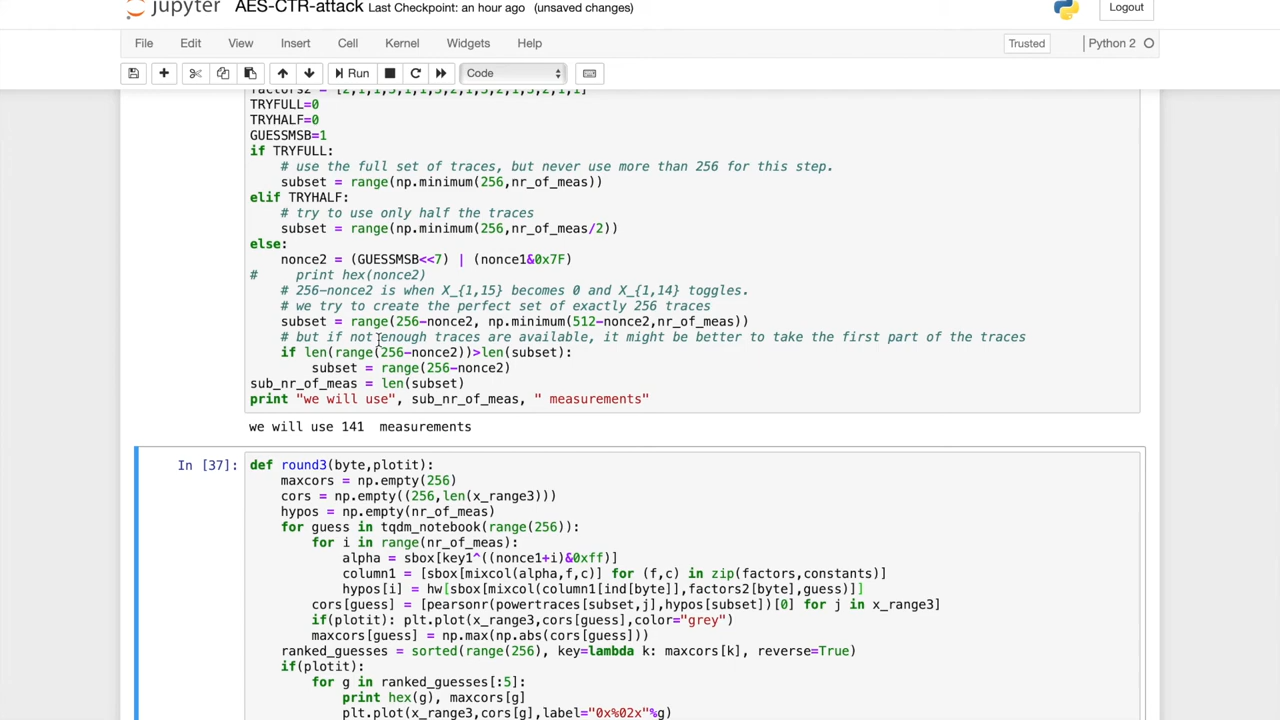 jupyter AES-CTR-attack Last Checkpoint: an hour ago (unsaved changes) Logout
File Edit View Insert Cell Kernel Widgets Help Trusted Python 2
Run Code
factors2 = [2,1,1,3,1,1,3,2,1,3,2,1,3,2,1,1]
TRYFULL=0
TRYHALF=0
GUESSMSB=1
if TRYFULL:
# use the full set of traces, but never use more than 256 for this step.
subset = range(np.minimum(256,nr_of_meas))
elif TRYHALF:
# try to use only half the traces
subset = range(np.minimum(256,nr_of_meas/2))
else:
nonce2 = (GUESSMSB<<7) | (nonce1&0x7F)
# print hex(nonce2)
# 256-nonce2 is when X_{1,15} becomes 0 and X_{1,14} toggles.
# we try to create the perfect set of exactly 256 traces
subset = range(256-nonce2, np.minimum(512-nonce2,nr_of_meas))
# but if not enough traces are available, it might be better to take the first part of the traces
if len(range(256-nonce2))>len(subset):
subset = range(256-nonce2)
sub_nr_of_meas = len(subset)
print "we will use", sub_nr_of_meas, " measurements"
we will use 141  measurements
In [37]: def round3(byte,plotit):
maxcors = np.empty(256)
cors = np.empty((256,len(x_range3)))
hypos = np.empty(nr_of_meas)
for guess in tqdm_notebook(range(256)):
for i in range(nr_of_meas):
alpha = sbox[key1^((nonce1+i)&0xff)]
column1 = [sbox[mixcol(alpha,f,c)] for (f,c) in zip(factors,constants)]
hypos[i] = hw[sbox[mixcol(column1[ind[byte]],factors2[byte],guess)]]
cors[guess] = [pearsonr(powertraces[subset,j],hypos[subset])[0] for j in x_range3]
if(plotit): plt.plot(x_range3,cors[guess],color="grey")
maxcors[guess] = np.max(np.abs(cors[guess]))
ranked_guesses = sorted(range(256), key=lambda k: maxcors[k], reverse=True)
if(plotit):
for g in ranked_guesses[:5]:
print hex(g), maxcors[g]
plt.plot(x_range3,cors[g],label="0x%02x"%g)